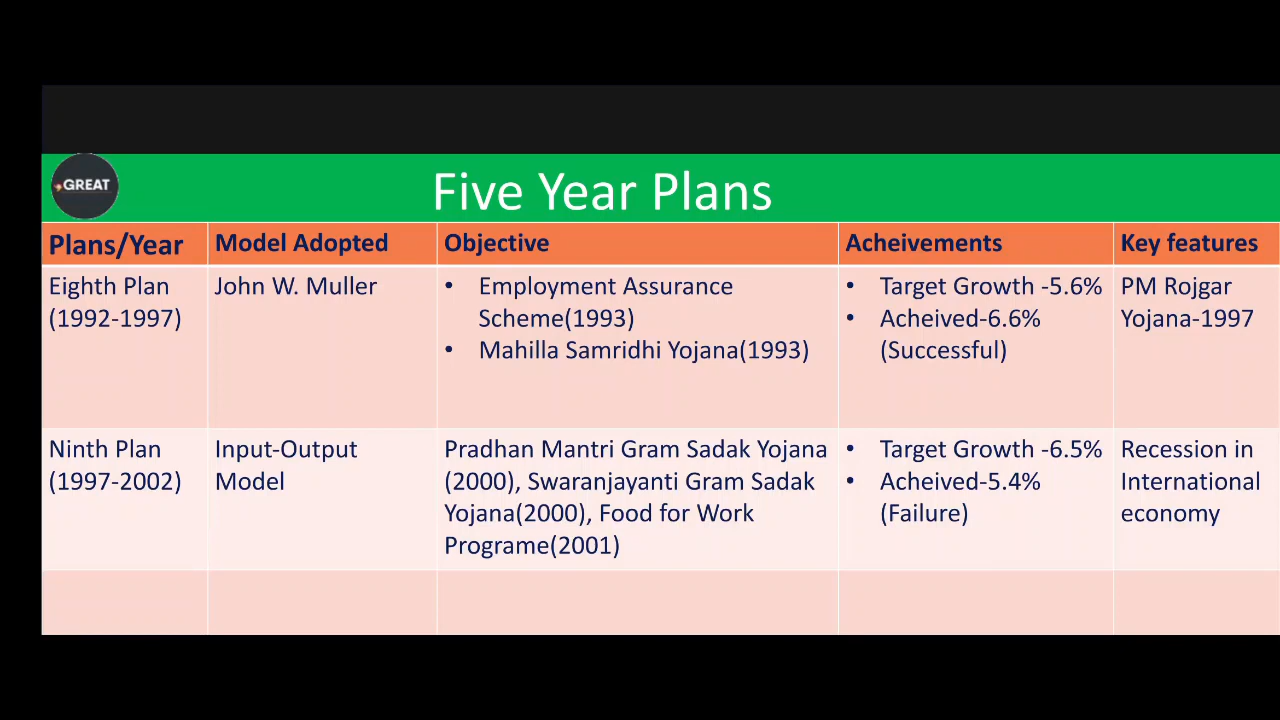 GREAT
Five Year Plans
Plans/Year
Model Adopted
Objective
Acheivements
Key features
Eighth Plan
(1992-1997)
John W. Muller
• Employment Assurance
Scheme(1993)
• Mahilla Samridhi Yojana(1993)
• Target Growth -5.6%
• Acheived-6.6%
(Successful)
PM Rojgar
Yojana-1997
Ninth Plan
(1997-2002)
Input-Output
Model
Pradhan Mantri Gram Sadak Yojana
(2000), Swaranjayanti Gram Sadak
Yojana(2000), Food for Work
Programe(2001)
• Target Growth -6.5%
• Acheived-5.4%
(Failure)
Recession in
International
economy